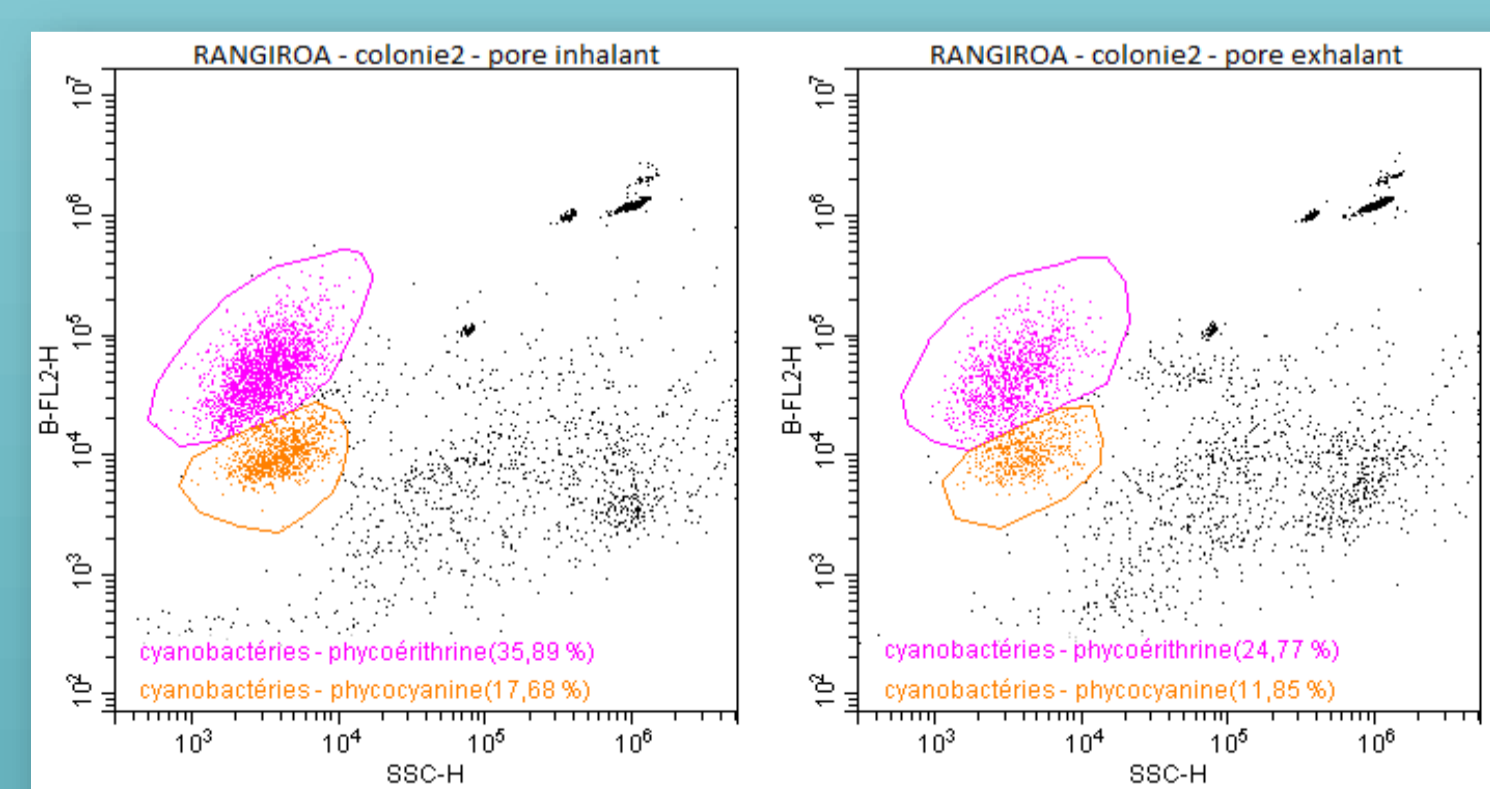 RANGIROA - colonie2 - pore inhalant
10⁷
10⁶
10⁵
10⁴
10³
10²
B-FL2-H
cyanobactéries - phycoérithrine(35,89 %)
cyanobactéries - phycocyanine(17,68 %)
10³ 10⁴ 10⁵ 10⁶
SSC-H
RANGIROA - colonie2 - pore exhalant
10⁷
10⁶
10⁵
10⁴
10³
10²
B-FL2-H
cyanobactéries - phycoérithrine(24,77 %)
cyanobactéries - phycocyanine(11,85 %)
10³ 10⁴ 10⁵ 10⁶
SSC-H